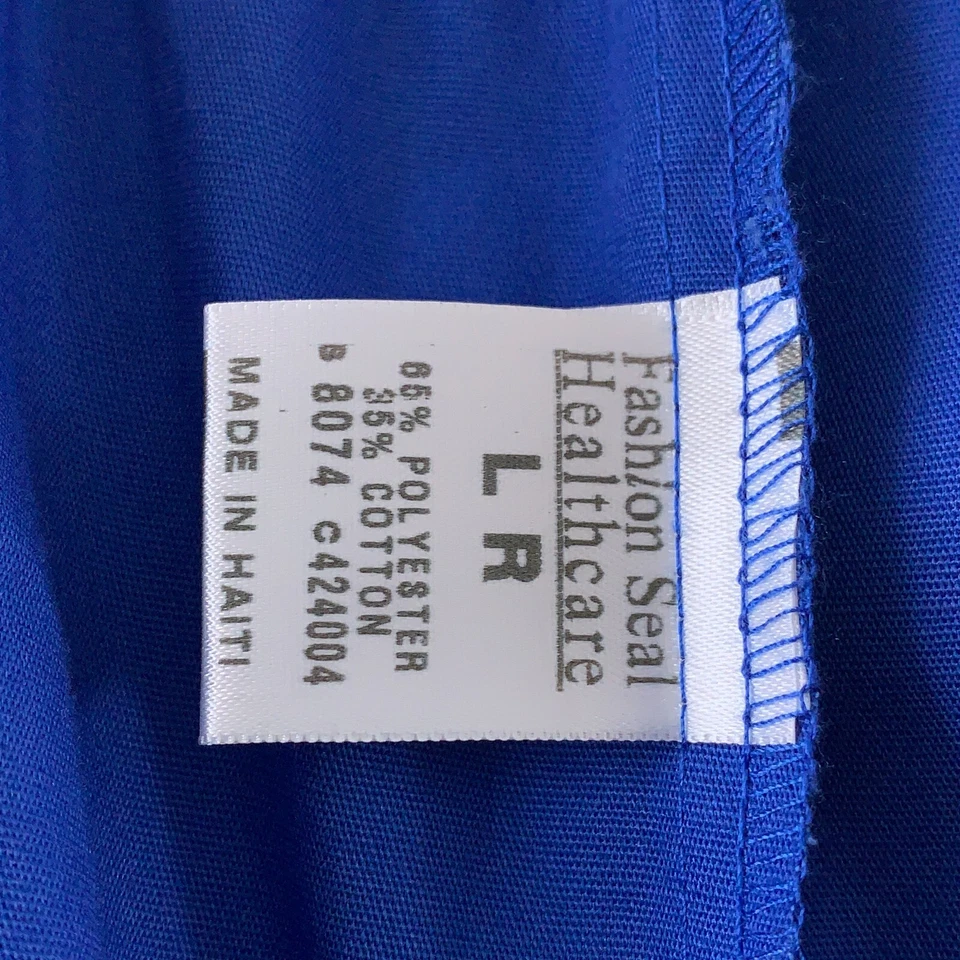 Fashion Seal
Healthcare
L R
65% POLYESTER
35% COTTON
B 8074 C424004
MADE IN HAITI